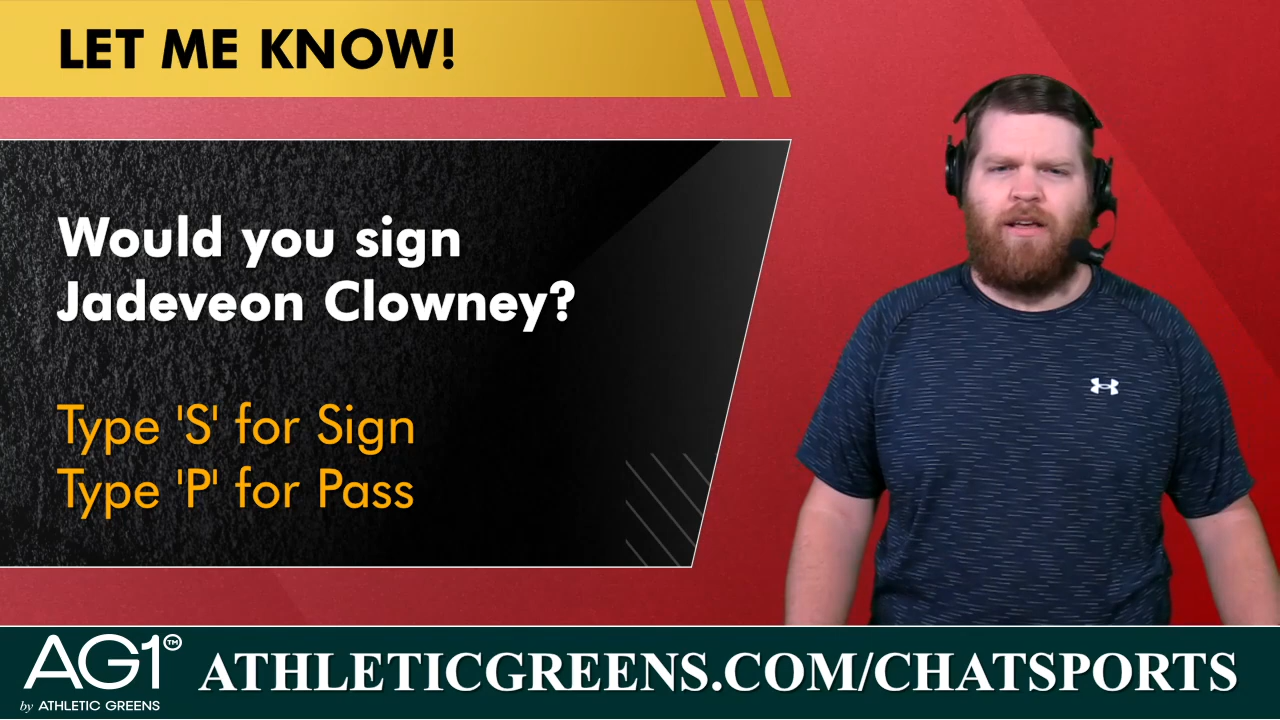 LET ME KNOW!
Would you sign
Jadeveon Clowney?
Type 'S' for Sign
Type 'P' for Pass
AG1™
by ATHLETIC GREENS
ATHLETICGREENS.COM/CHATSPORTS